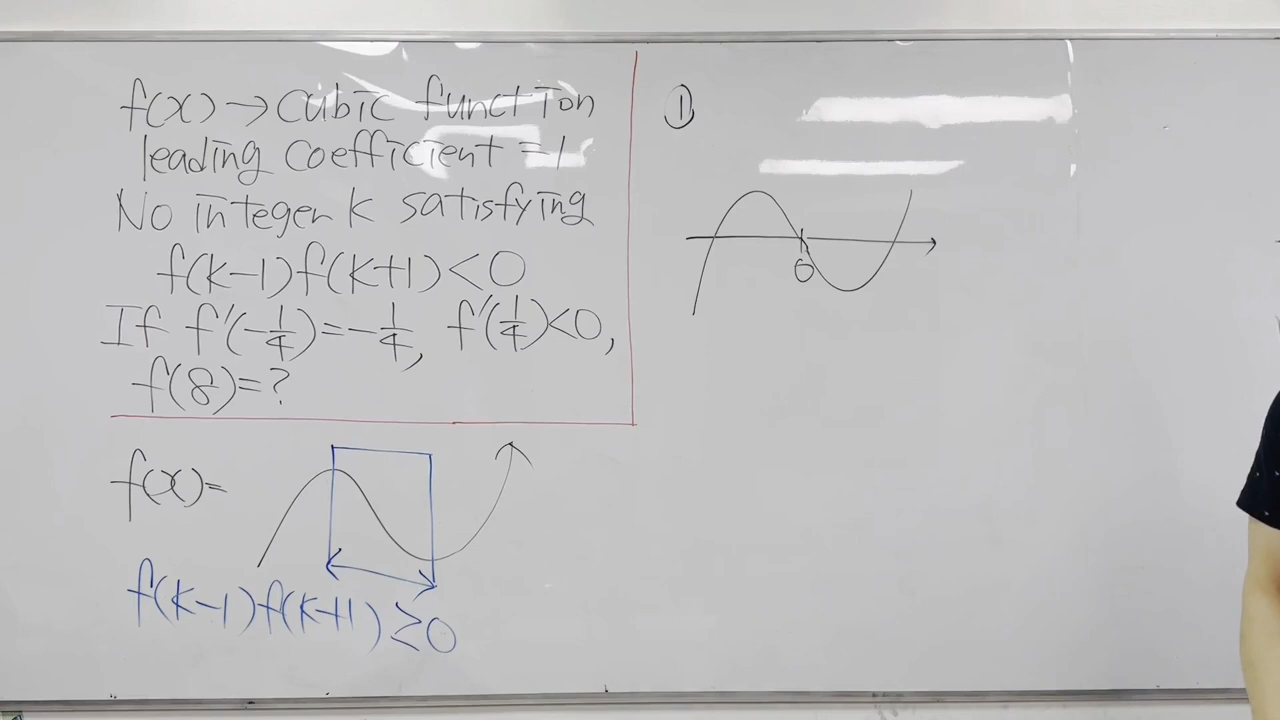 f(x) → cubic function
leading coefficient = 1
No integer k satisfying
f(k-1)f(k+1)<0
If f'(-1/4)=-1/4, f'(1/4)<0,
f(8)=?
f(x)=
f(k-1)f(k+1)≥0
①
0